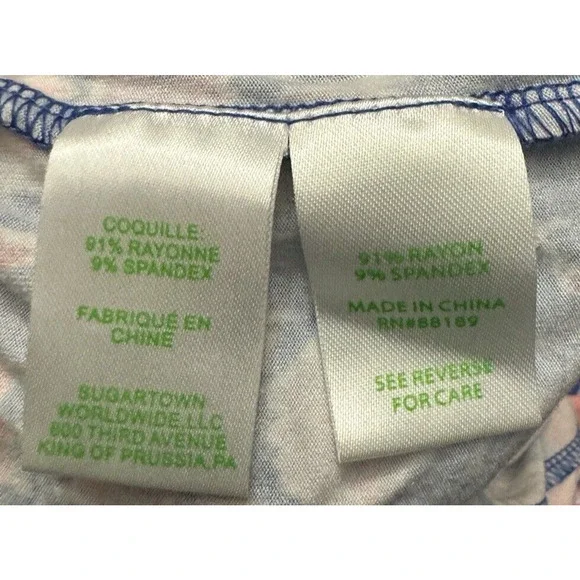 COQUILLE:
91% RAYONNE
9% SPANDEX
FABRIQUÉ EN
CHINE
SUGARTOWN
WORLDWIDE LLC
800 THIRD AVENUE
KING OF PRUSSIA,PA
91% RAYON
9% SPANDEX
MADE IN CHINA
RN#88189
SEE REVERSE
FOR CARE